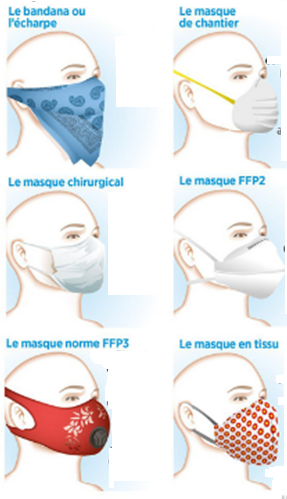 Le bandana ou
l'écharpe
Le masque
de chantier
Le masque chirurgical
Le masque FFP2
Le masque norme FFP3
Le masque en tissu